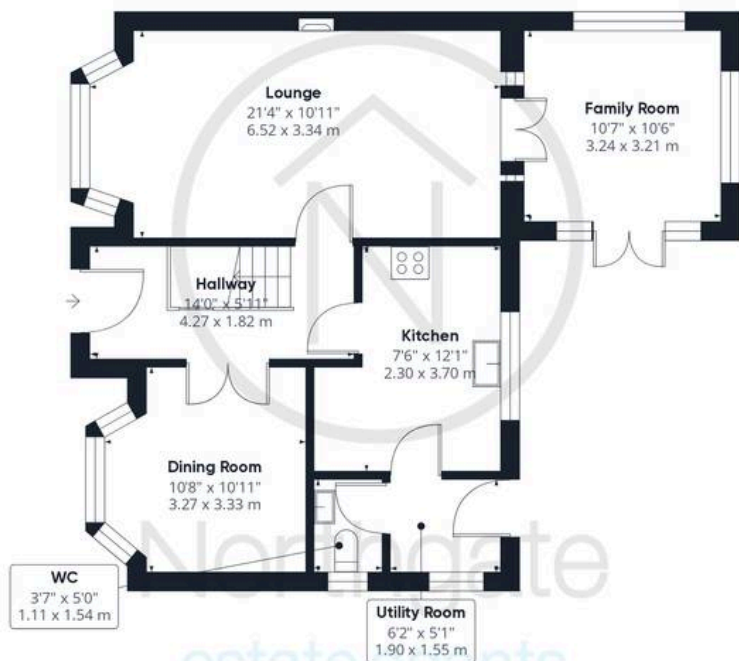 Lounge
21'4" x 10'11"
6.52 x 3.34 m
Family Room
10'7" x 10'6"
3.24 x 3.21 m
Hallway
14'0" x 5'11"
4.27 x 1.82 m
Kitchen
7'6" x 12'1"
2.30 x 3.70 m
Dining Room
10'8" x 10'11"
3.27 x 3.33 m
Northgate
WC
3'7" x 5'0"
1.11 x 1.54 m
Utility Room
6'2" x 5'1"
1.90 x 1.55 m
estate agents